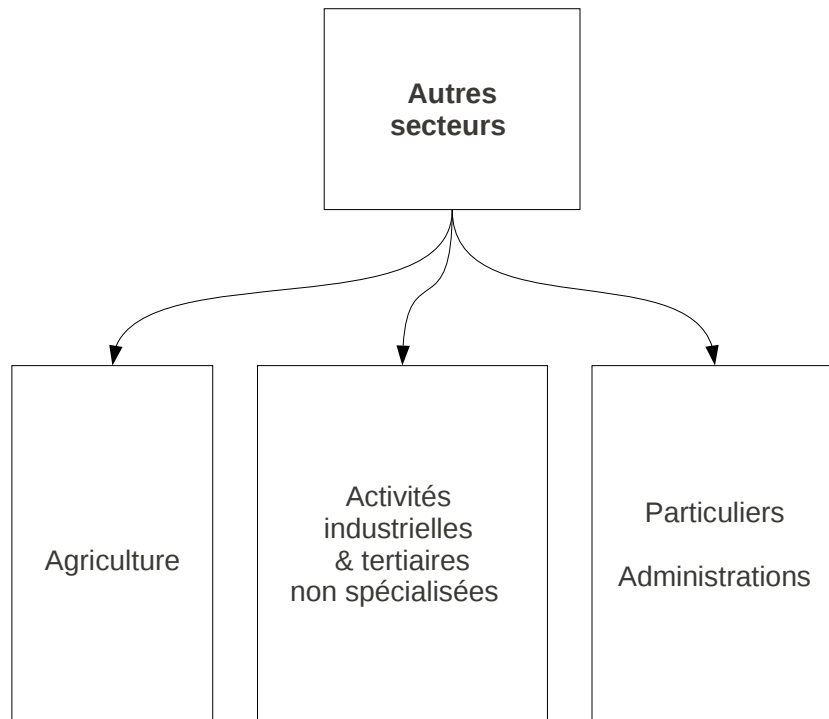 Autres
secteurs
Agriculture
Activités
industrielles
& tertiaires
non spécialisées
Particuliers
Administrations